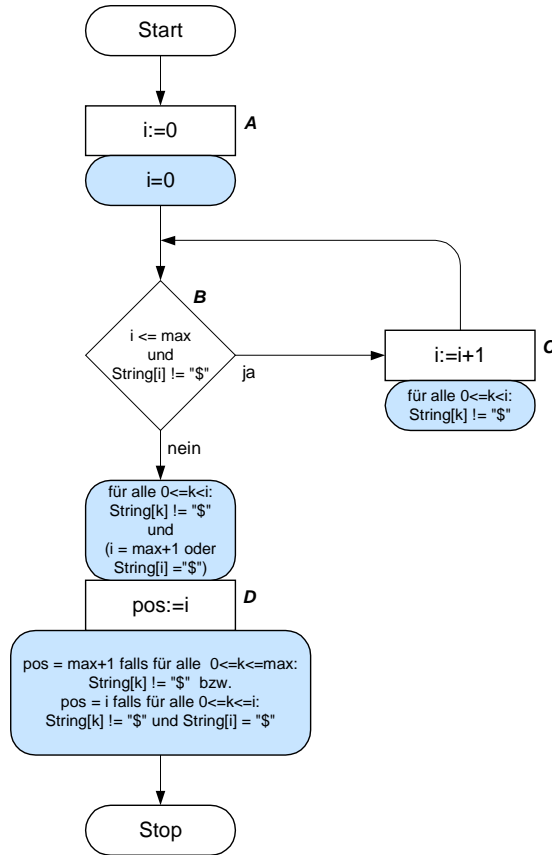 Start
i:=0
A
i=0
B
i <= max
und
String[i] != "$"
ja
i:=i+1
C
für alle 0<=k<i:
String[k] != "$"
nein
für alle 0<=k<i:
String[k] != "$"
und
(i = max+1 oder
String[i] ="$")
pos:=i
D
pos = max+1 falls für alle  0<=k<=max:
String[k] != "$"  bzw.
pos = i falls für alle 0<=k<=i:
String[k] != "$" und String[i] = "$"
Stop